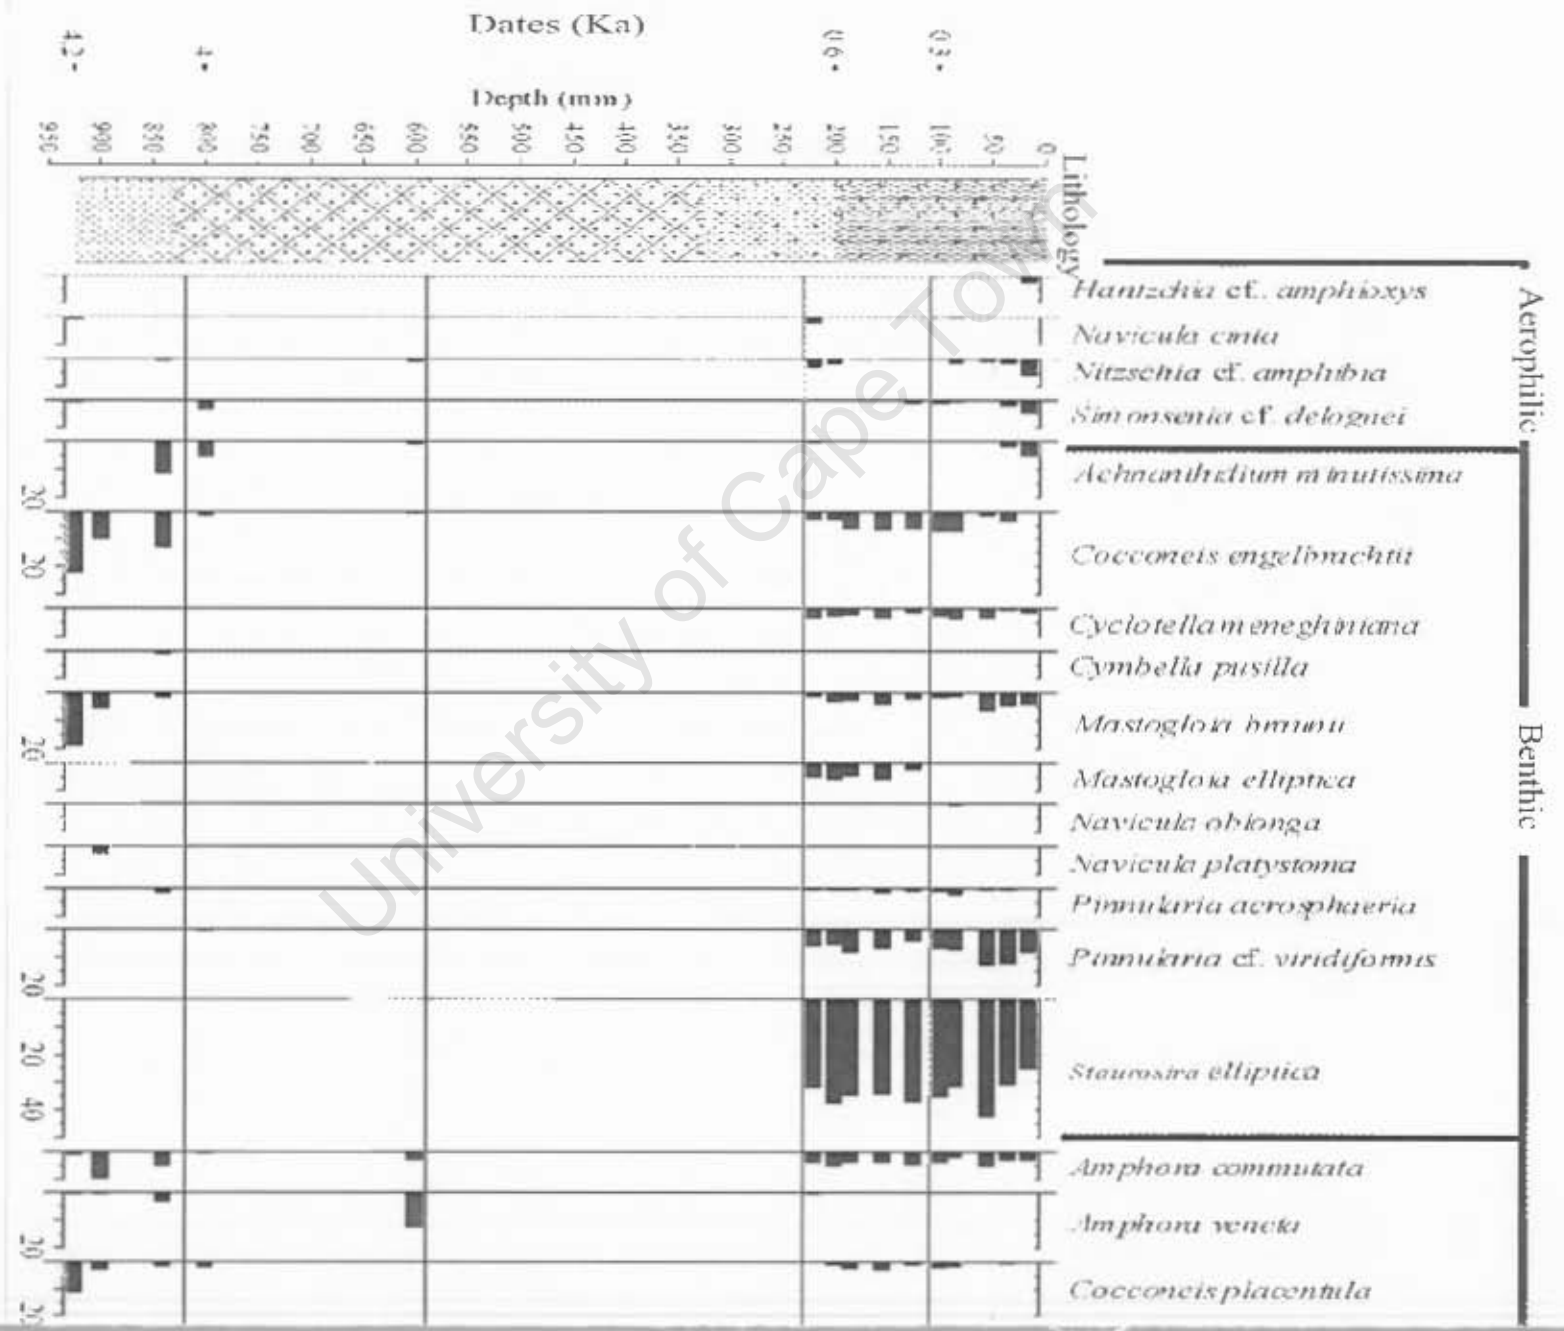 Dates (Ka)
4.2
4
0.6
0.3
Depth (mm)
950
900
850
800
750
700
650
600
550
500
450
400
350
300
250
200
150
100
50
0
Lithology
Aerophilic
Hantzchia cf. amphioxys
Navicula cinta
Nitzschia cf. amphibia
Simonsenia cf. delognei
Benthic
Achnanthidium minutissima
20
Cocconeis engelbrachtii
20
Cyclotella meneghiniana
Cymbella pusilla
Mastogloia braunii
20
Mastogloia elliptica
Navicula oblonga
Navicula platystoma
Pinnularia acrosphaeria
Pinnularia cf. viridiformis
20
Staurosira elliptica
20
40
Amphora commutata
Amphora veneta
20
Cocconeis placentula
20
University of Cape Town